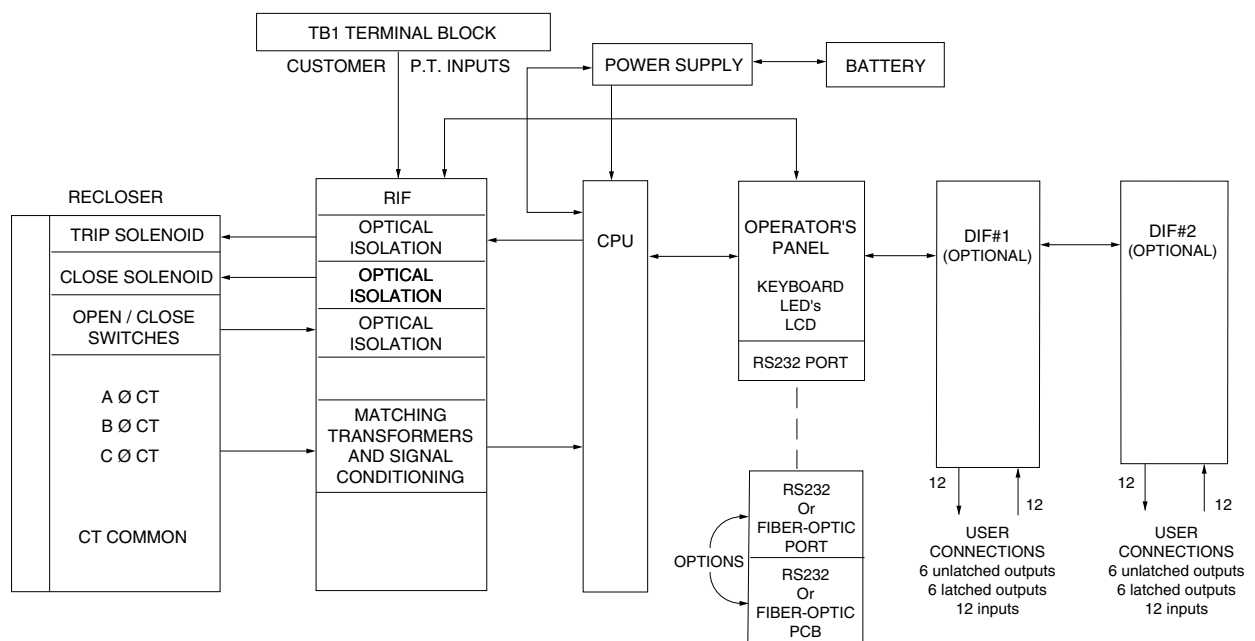 TB1 TERMINAL BLOCK
CUSTOMER P.T. INPUTS
POWER SUPPLY
BATTERY
RECLOSER
TRIP SOLENOID
CLOSE SOLENOID
OPEN / CLOSE
SWITCHES
A Ø CT
B Ø CT
C Ø CT
CT COMMON
RIF
OPTICAL
ISOLATION
OPTICAL
ISOLATION
OPTICAL
ISOLATION
MATCHING
TRANSFORMERS
AND SIGNAL
CONDITIONING
CPU
OPERATOR'S
PANEL
KEYBOARD
LED's
LCD
RS232 PORT
OPTIONS
RS232
Or
FIBER-OPTIC
PORT
RS232
Or
FIBER-OPTIC
PCB
DIF#1
(OPTIONAL)
12
12
USER
CONNECTIONS
6 unlatched outputs
6 latched outputs
12 inputs
DIF#2
(OPTIONAL)
12
12
USER
CONNECTIONS
6 unlatched outputs
6 latched outputs
12 inputs